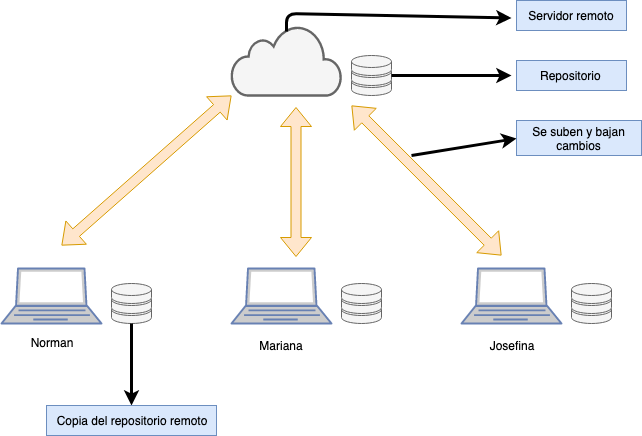 Servidor remoto
Repositorio
Se suben y bajan
cambios
Norman
Mariana
Josefina
Copia del repositorio remoto